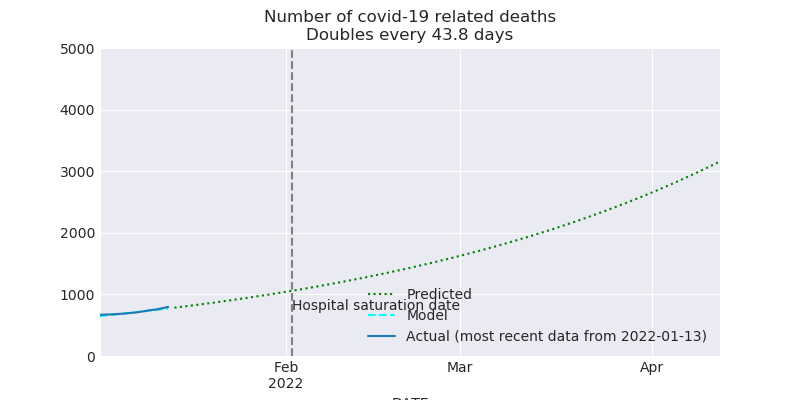 Number of covid-19 related deaths
Doubles every 43.8 days
5000
4000
3000
2000
1000
0
Hospital saturation date
Predicted
Model
Actual (most recent data from 2022-01-13)
Feb
2022
Mar
Apr
DATE